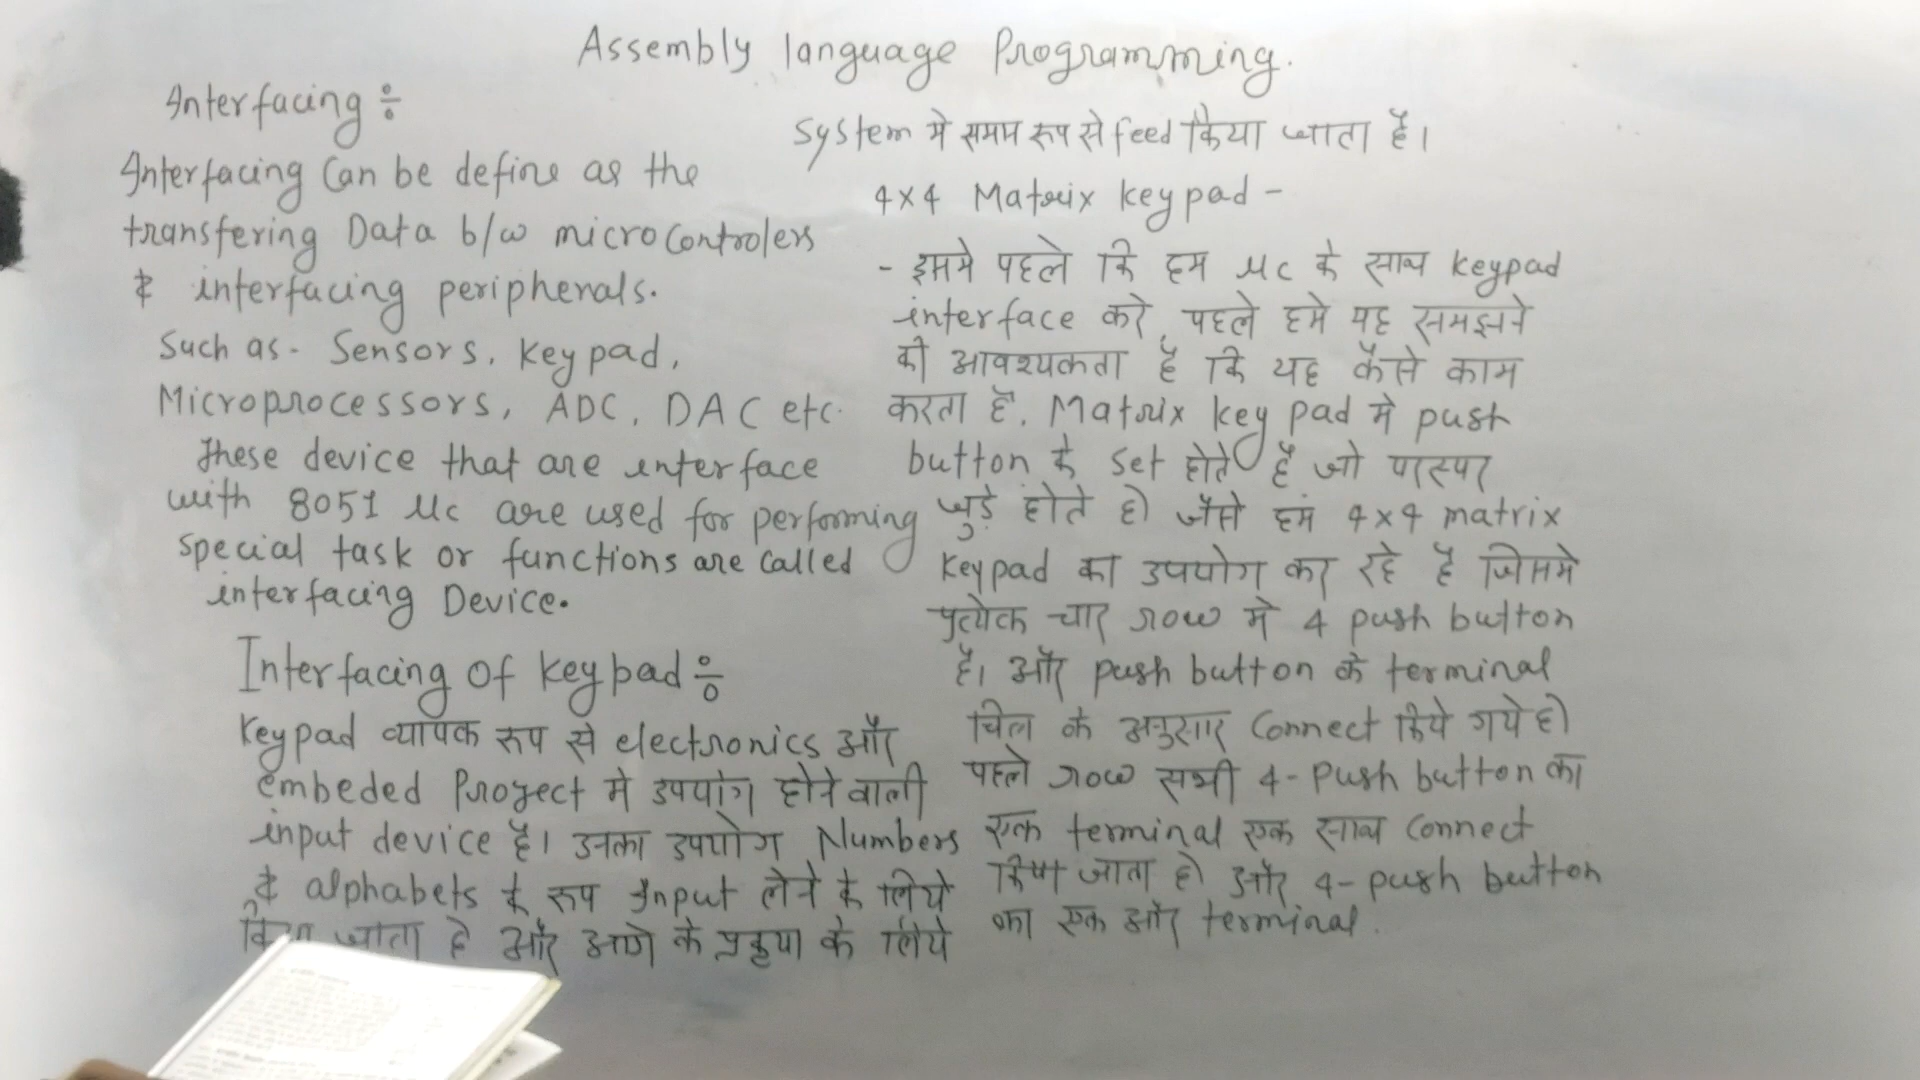 Assembly language Programming.
Interfacing ÷
Interfacing Can be define as the
transfering Data b/w microControlers
& interfacing peripherals.
Such as - Sensors, Keypad,
Microprocessors, ADC, DAC etc.
These device that are interface
with 8051 Mc are used for performing
special task or functions are called
interfacing Device.
Interfacing Of Keypad ÷
Keypad व्यापक रूप से electronics और
embeded Project मे उपयोग होने वाली
input device है। उनका उपयोग Numbers
& alphabets के रूप Input लेने के लिये
जाता है और आगे के के लिये
System मे रूप से feed किया जाता है।
4x4 Matrix Keypad -
- इससे पहले कि हम Mc के साथ Keypad
interface करे, पहले हमे यह समझने
की आवश्यकता है कि यह कैसे काम
करता है. Matrix key pad मे push
button के set होते है जो परस्पर
जुड़े होते है। जैसे हम 4x4 matrix
Keypad का उपयोग कर रहे है जिसमे
प्रत्येक चार row मे 4 push button
है। और push button के terminal
के अनुसार Connect किये गये है।
पहले row सभी 4-Push button का
एक terminal एक साथ Connect
किया जाता है। और 4-push button
का एक और terminal.